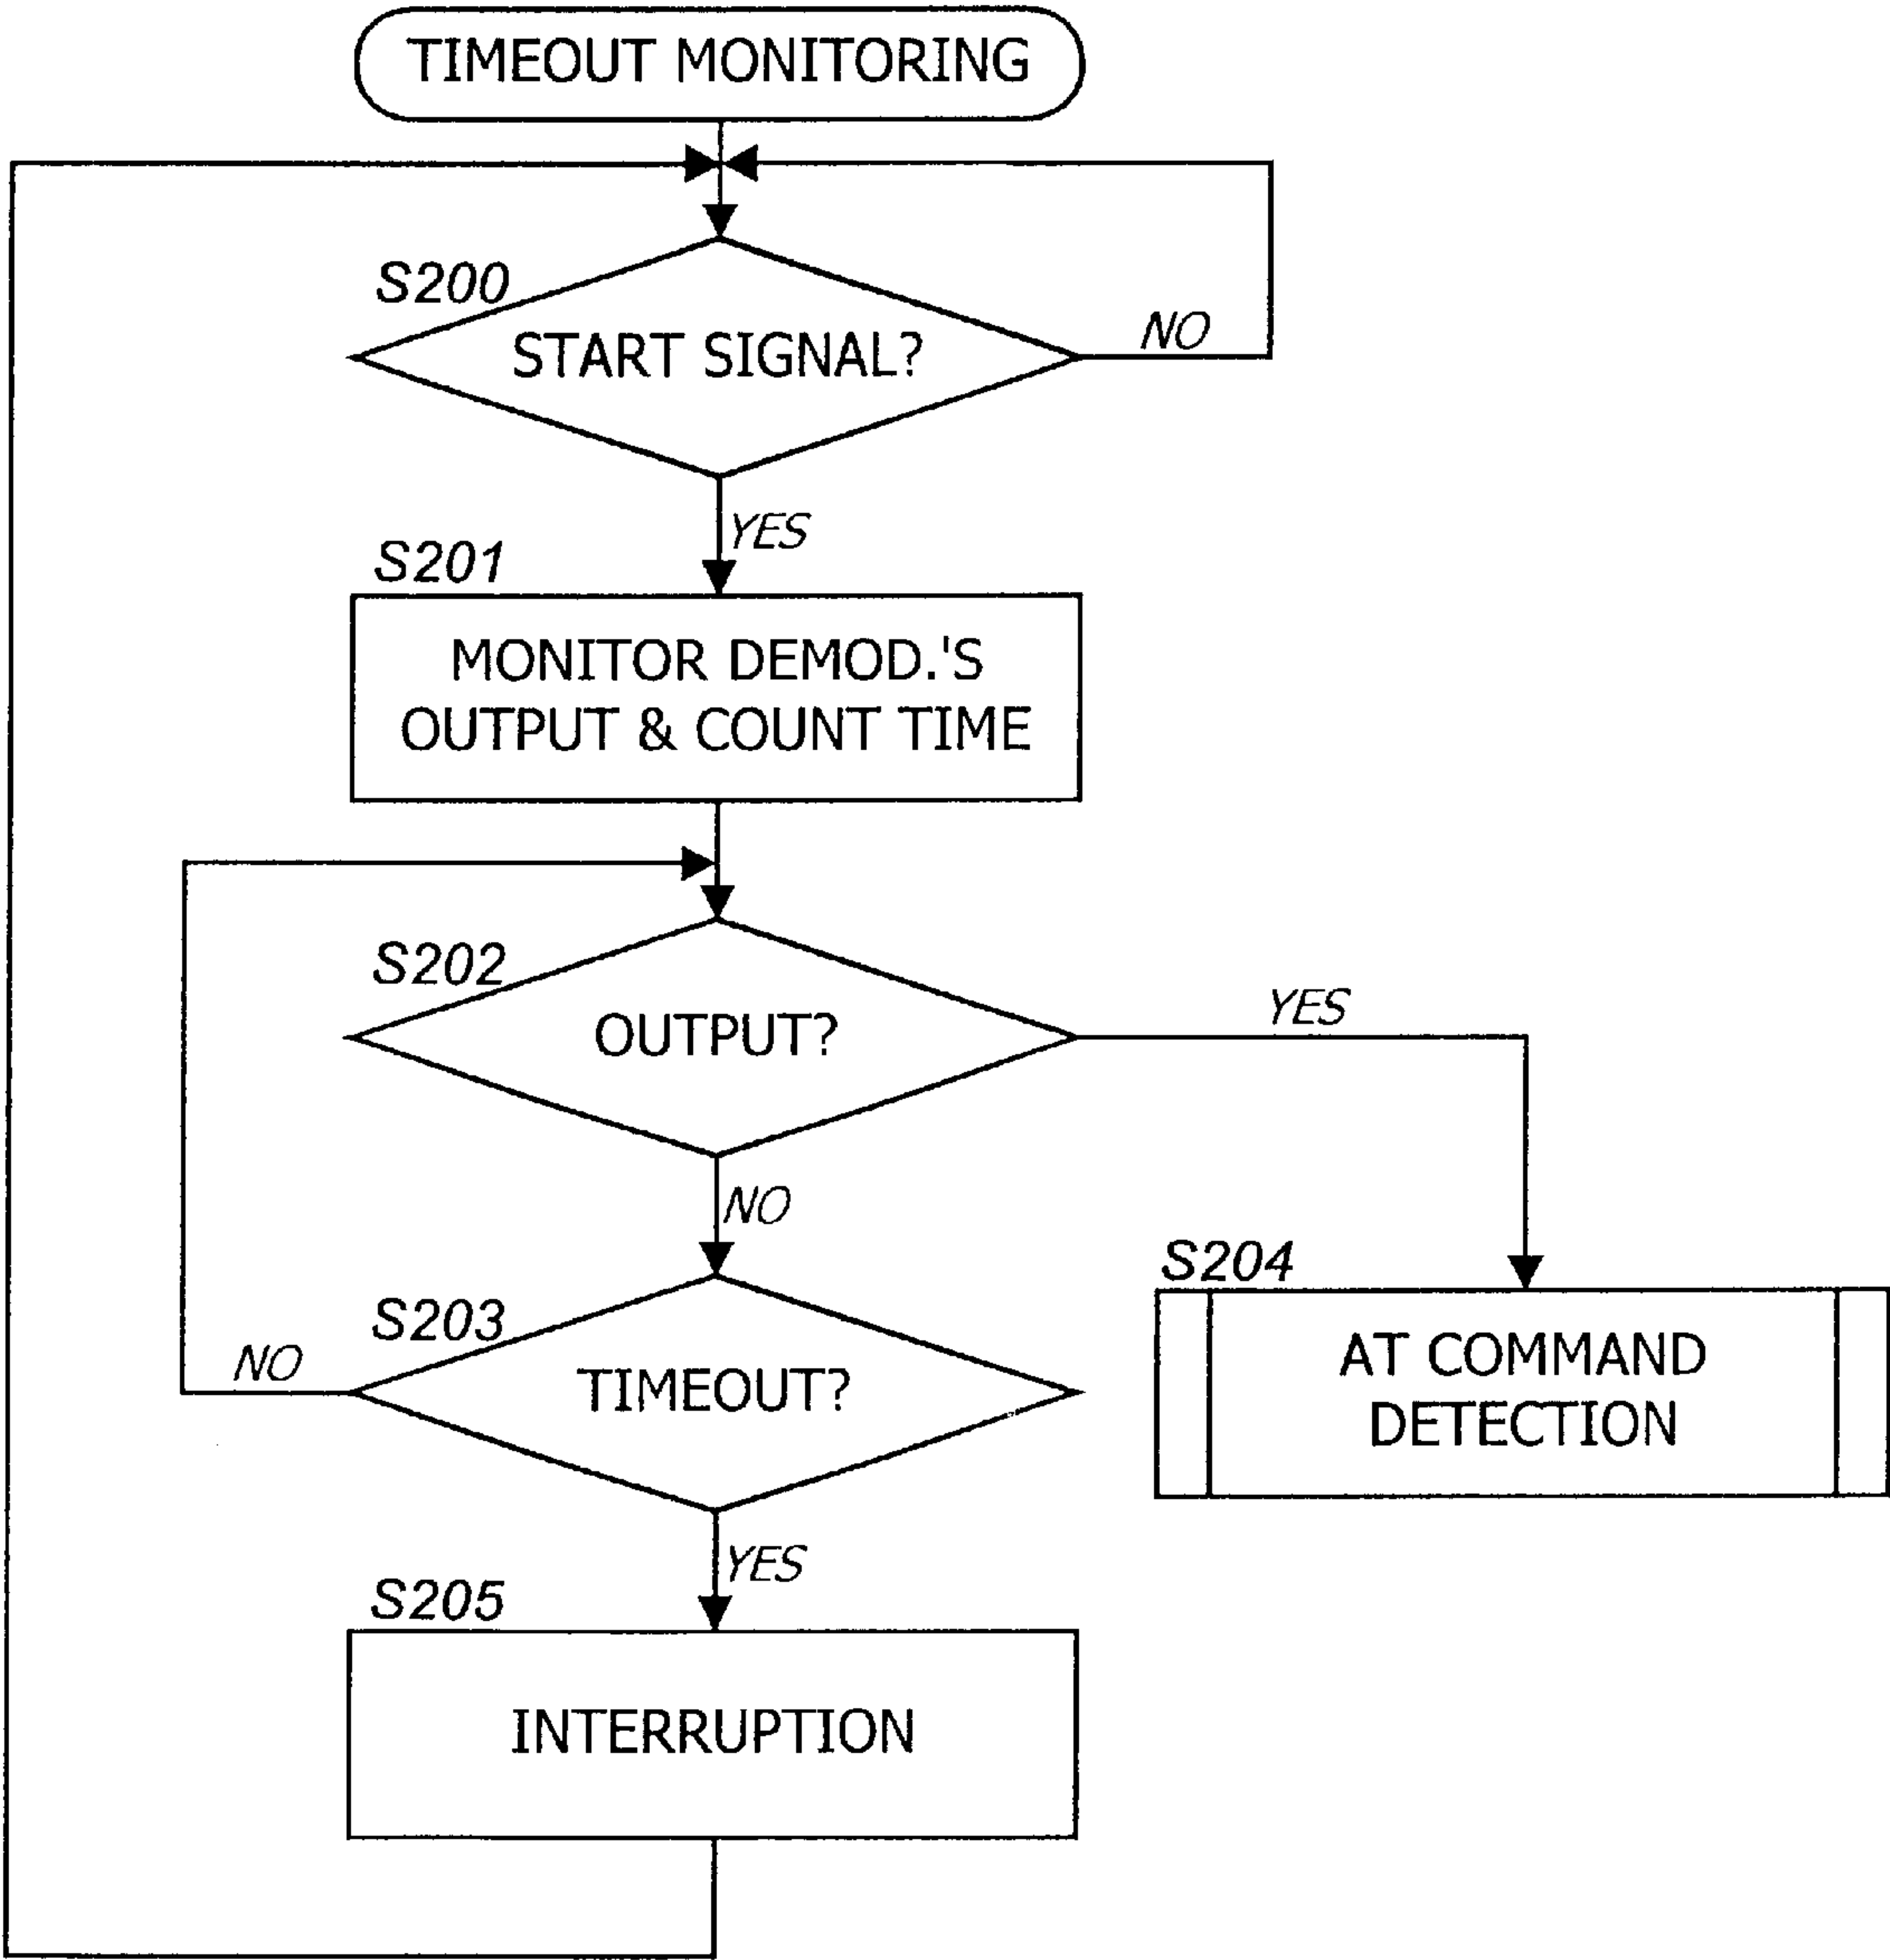 TIMEOUT MONITORING
S200
START SIGNAL?
NO
YES
S201
MONITOR DEMOD.'S
OUTPUT & COUNT TIME
S202
OUTPUT?
YES
NO
S204
AT COMMAND
DETECTION
S203
TIMEOUT?
NO
YES
S205
INTERRUPTION